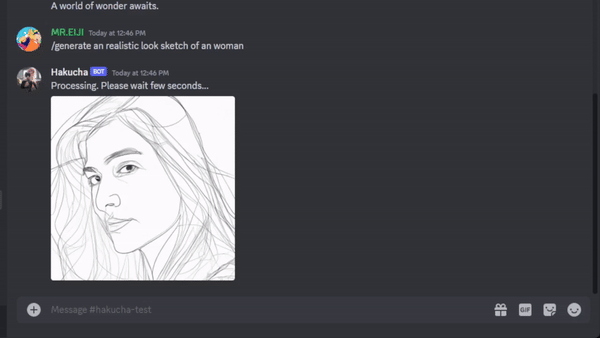 A world of wonder awaits.
MR.EIJI Today at 12:46 PM
/generate an realistic look sketch of an woman
Hakucha BOT Today at 12:46 PM
Processing. Please wait few seconds...
Message #hakucha-test
GIF